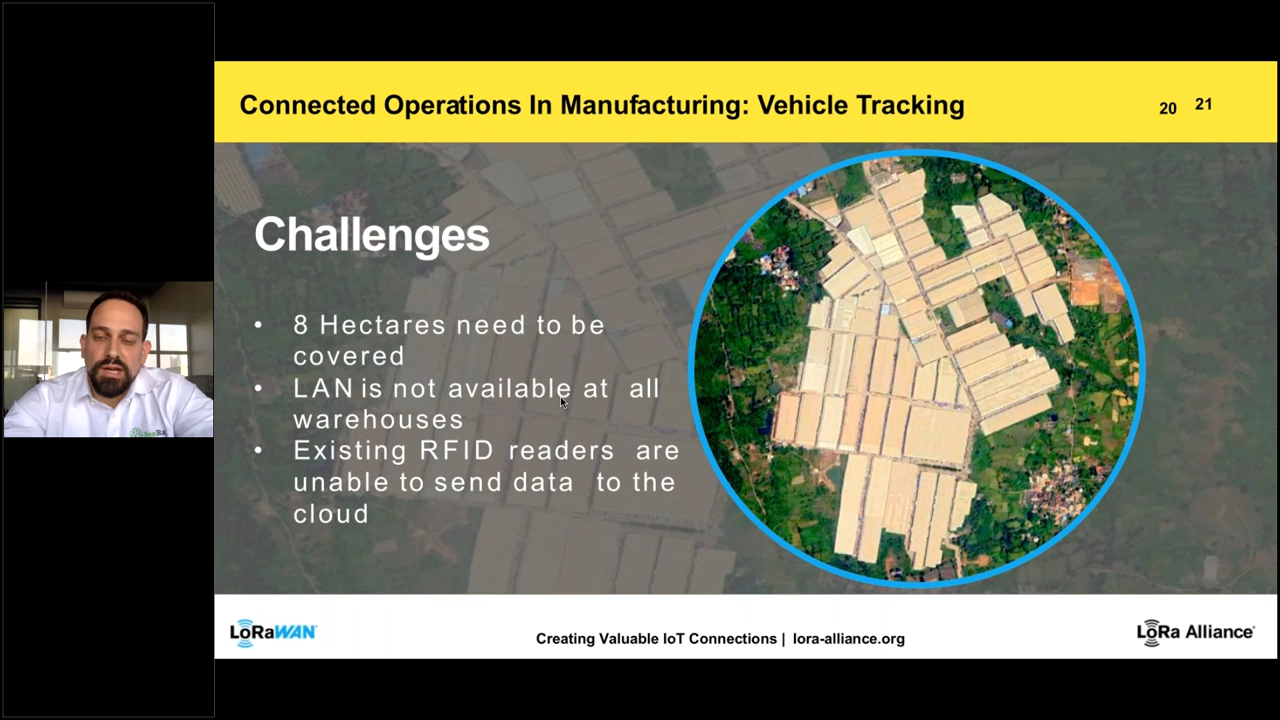 Connected Operations In Manufacturing: Vehicle Tracking
20 21
Challenges
• 8 Hectares need to be
covered
• LAN is not available at all
warehouses
• Existing RFID readers are
unable to send data to the
cloud
LoRaWAN
Creating Valuable IoT Connections | lora-alliance.org
LoRa Alliance